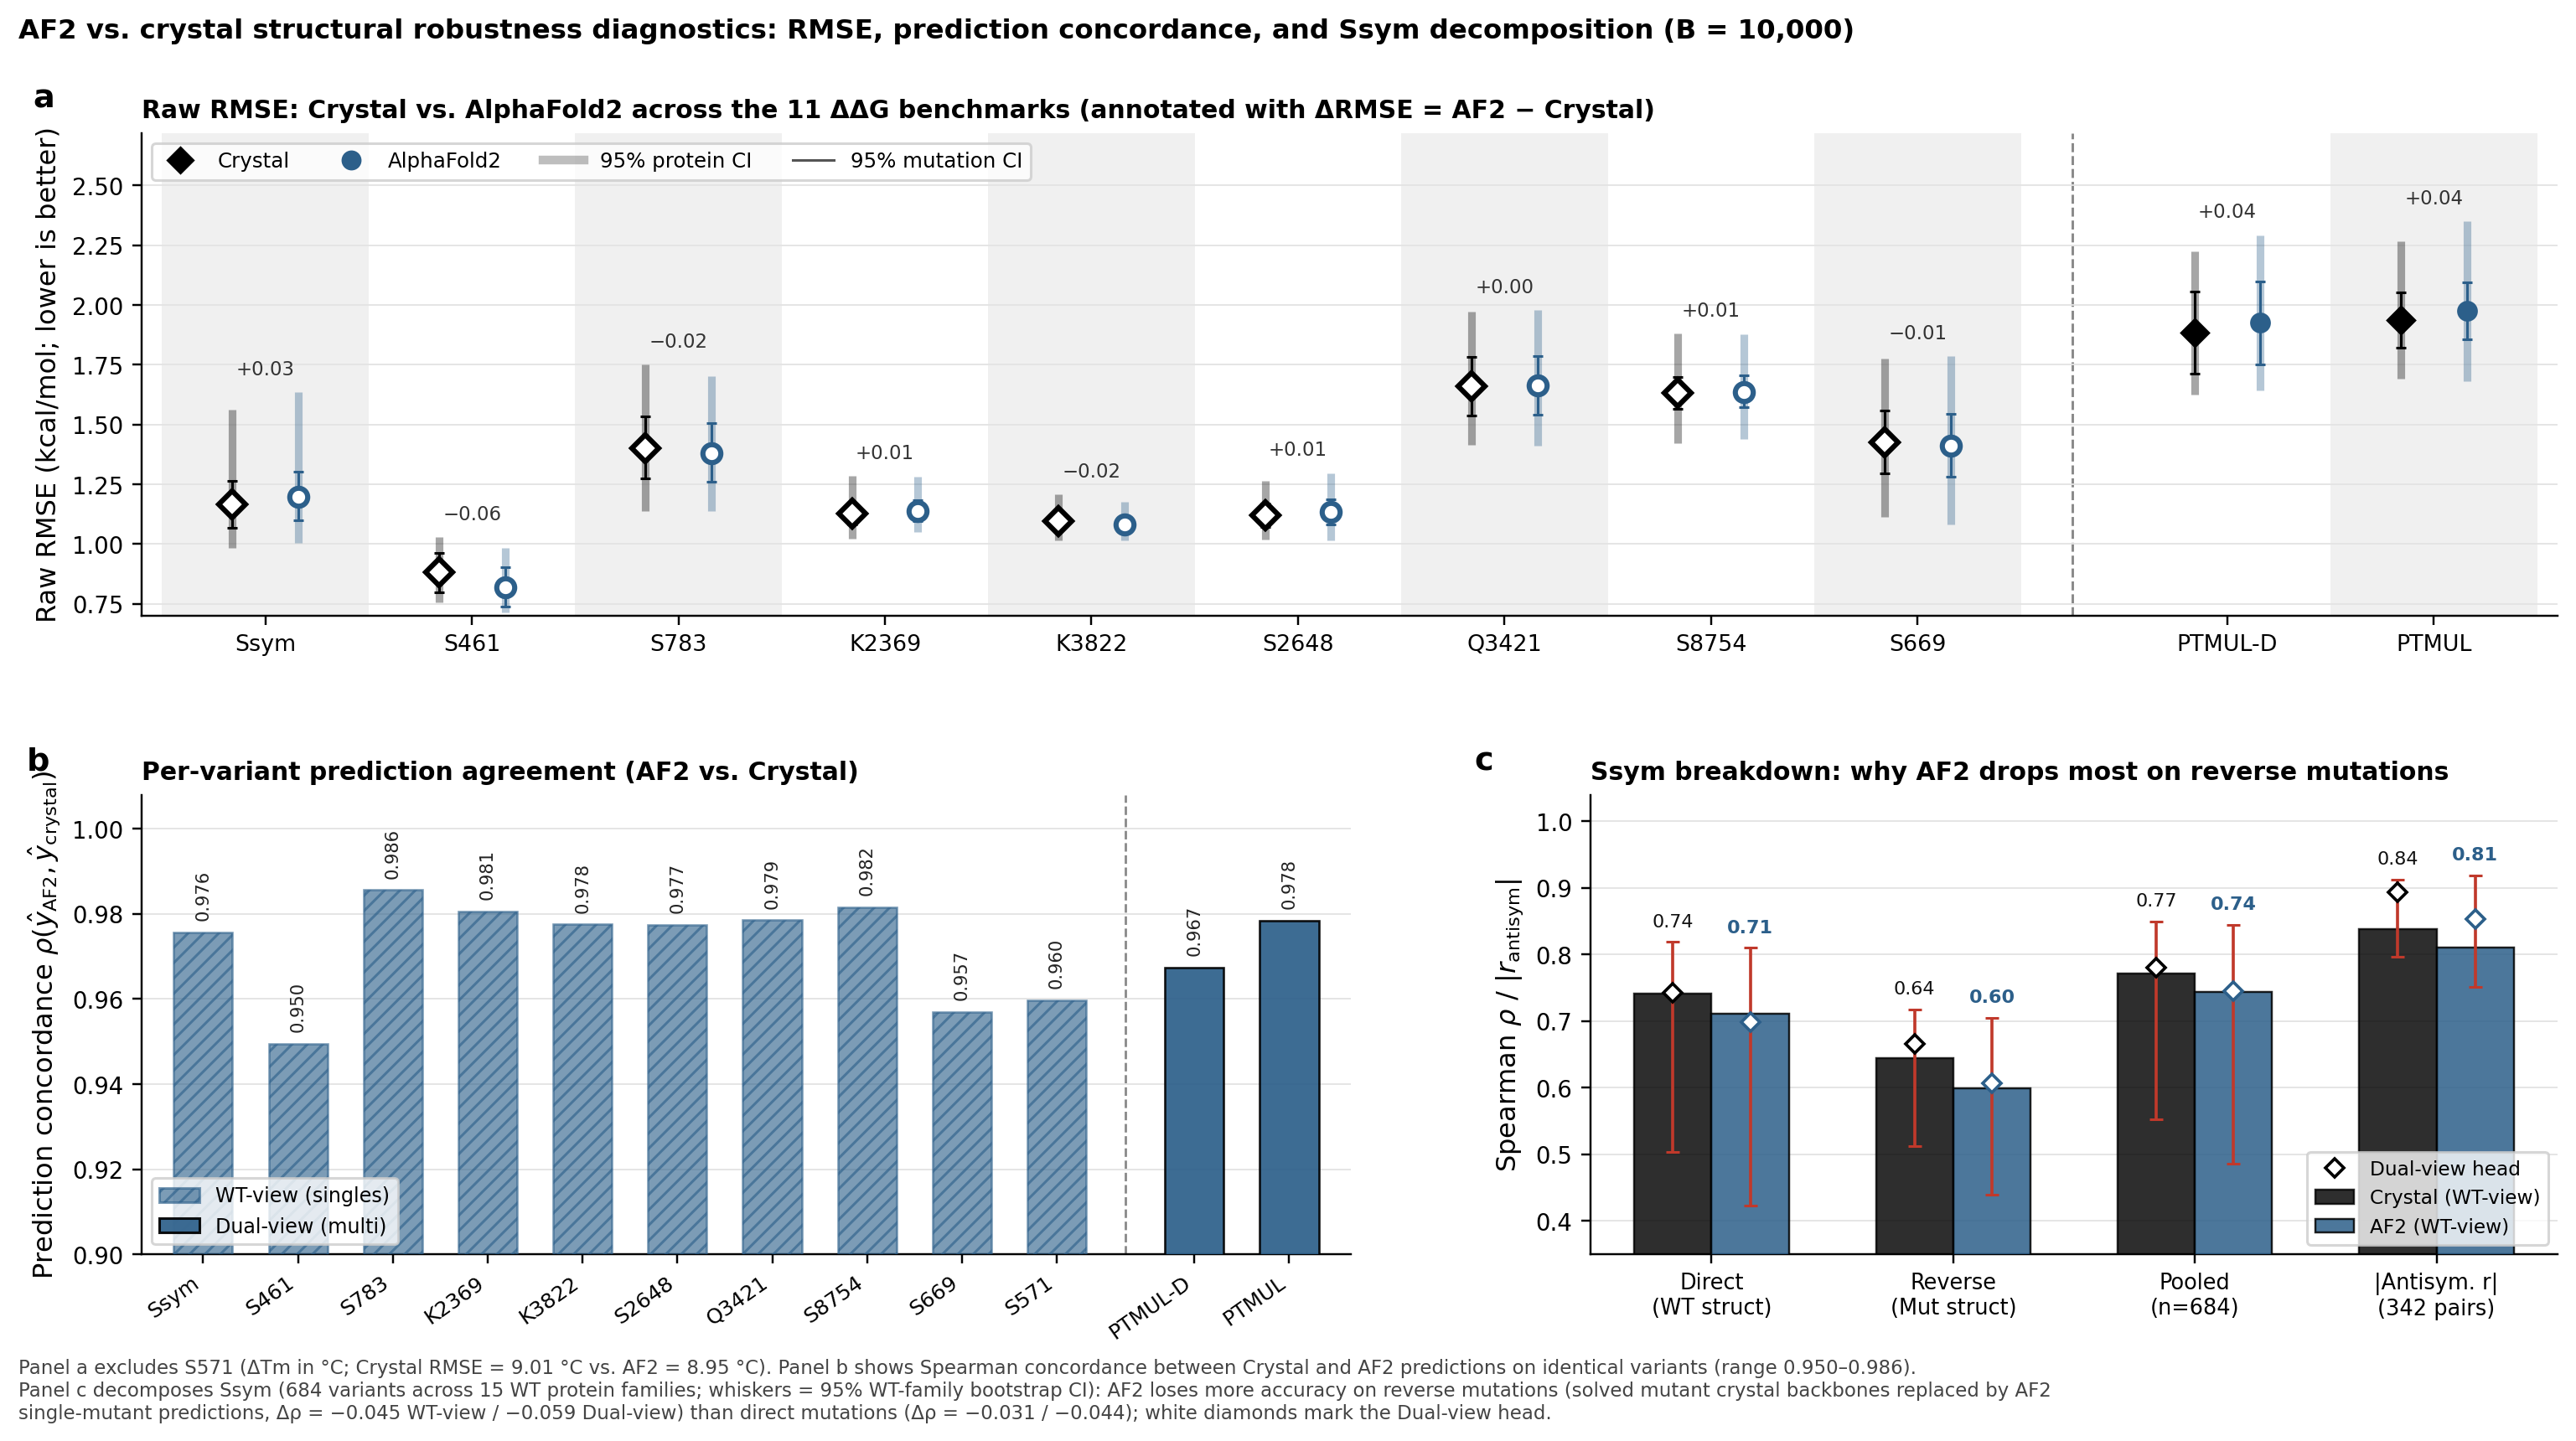 AF2 vs. crystal structural robustness diagnostics: RMSE, prediction concordance, and Ssym decomposition (B = 10,000)
a
Raw RMSE: Crystal vs. AlphaFold2 across the 11 ΔΔG benchmarks (annotated with ΔRMSE = AF2 − Crystal)
Raw RMSE (kcal/mol; lower is better)
Crystal
AlphaFold2
95% protein CI
95% mutation CI
2.50
2.25
2.00
1.75
1.50
1.25
1.00
0.75
+0.03
−0.06
−0.02
+0.01
−0.02
+0.01
+0.00
+0.01
−0.01
+0.04
+0.04
Ssym
S461
S783
K2369
K3822
S2648
Q3421
S8754
S669
PTMUL-D
PTMUL
b
Per-variant prediction agreement (AF2 vs. Crystal)
Prediction concordance ρ(ŷAF2, ŷcrystal)
1.00
0.98
0.96
0.94
0.92
0.90
0.976
0.950
0.986
0.981
0.978
0.977
0.979
0.982
0.957
0.960
0.967
0.978
WT-view (singles)
Dual-view (multi)
Ssym
S461
S783
K2369
K3822
S2648
Q3421
S8754
S669
S571
PTMUL-D
PTMUL
c
Ssym breakdown: why AF2 drops most on reverse mutations
Spearman ρ / |rantisym|
1.0
0.9
0.8
0.7
0.6
0.5
0.4
0.74
0.71
0.64
0.60
0.77
0.74
0.84
0.81
Dual-view head
Crystal (WT-view)
AF2 (WT-view)
Direct
(WT struct)
Reverse
(Mut struct)
Pooled
(n=684)
|Antisym. r|
(342 pairs)
Panel a excludes S571 (ΔTm in °C; Crystal RMSE = 9.01 °C vs. AF2 = 8.95 °C). Panel b shows Spearman concordance between Crystal and AF2 predictions on identical variants (range 0.950–0.986).
Panel c decomposes Ssym (684 variants across 15 WT protein families; whiskers = 95% WT-family bootstrap CI): AF2 loses more accuracy on reverse mutations (solved mutant crystal backbones replaced by AF2
single-mutant predictions, Δρ = −0.045 WT-view / −0.059 Dual-view) than direct mutations (Δρ = −0.031 / −0.044); white diamonds mark the Dual-view head.